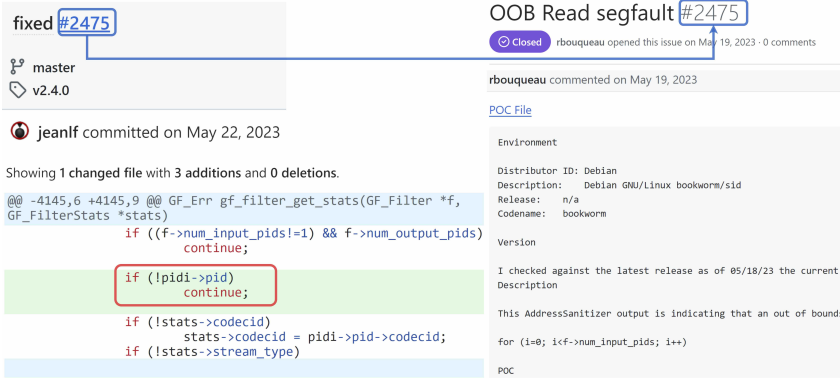 fixed #2475
master
v2.4.0
jeanlf committed on May 22, 2023
Showing 1 changed file with 3 additions and 0 deletions.
@@ -4145,6 +4145,9 @@ GF_Err gf_filter_get_stats(GF_Filter *f,
GF_FilterStats *stats)
if ((f->num_input_pids!=1) && f->num_output_pids)
continue;
if (!pidi->pid)
continue;
if (!stats->codecid)
stats->codecid = pidi->pid->codecid;
if (!stats->stream_type)
OOB Read segfault #2475
Closed rbouqueau opened this issue on May 19, 2023 · 0 comments
rbouqueau commented on May 19, 2023
POC File
Environment
Distributor ID: Debian
Description: Debian GNU/Linux bookworm/sid
Release: n/a
Codename: bookworm
Version
I checked against the latest release as of 05/18/23 the current
Description
This AddressSanitizer output is indicating that an out of bounds
for (i=0; i<f->num_input_pids; i++)
POC